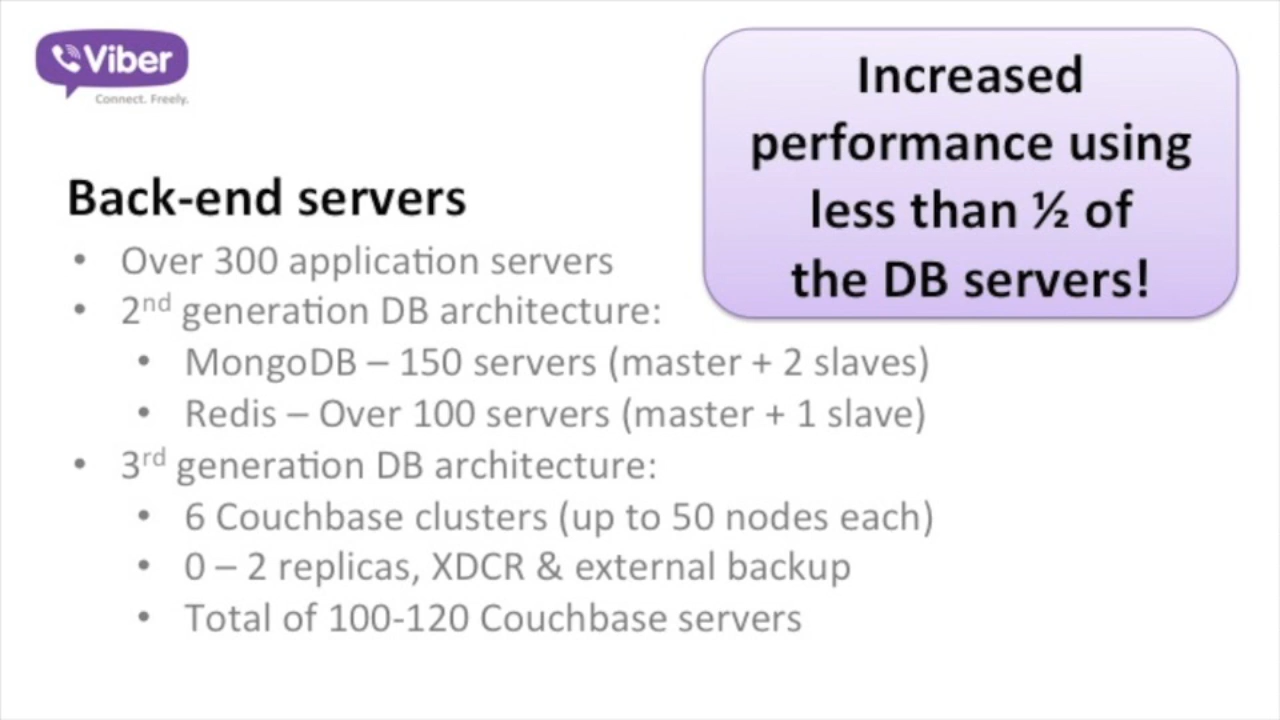 Viber
Connect. Freely.
Increased
performance using
less than ½ of
the DB servers!
Back-end servers
• Over 300 application servers
• 2nd generation DB architecture:
• MongoDB – 150 servers (master + 2 slaves)
• Redis – Over 100 servers (master + 1 slave)
• 3rd generation DB architecture:
• 6 Couchbase clusters (up to 50 nodes each)
• 0 – 2 replicas, XDCR & external backup
• Total of 100-120 Couchbase servers